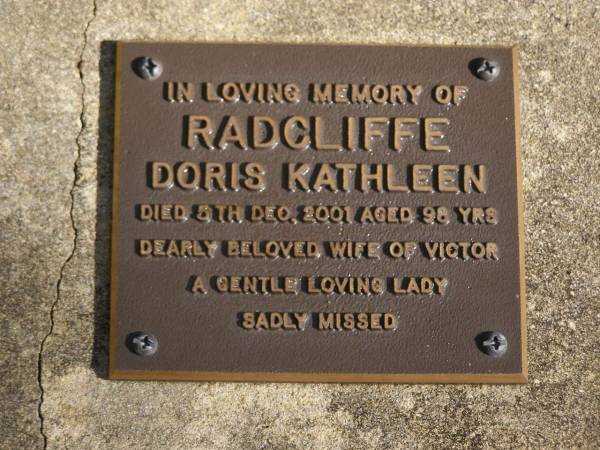 IN LOVING MEMORY OF
RADCLIFFE
DORIS KATHLEEN
DIED 5TH DEC. 2001 AGED 98 YRS
DEARLY BELOVED WIFE OF VICTOR
A GENTLE LOVING LADY
SADLY MISSED